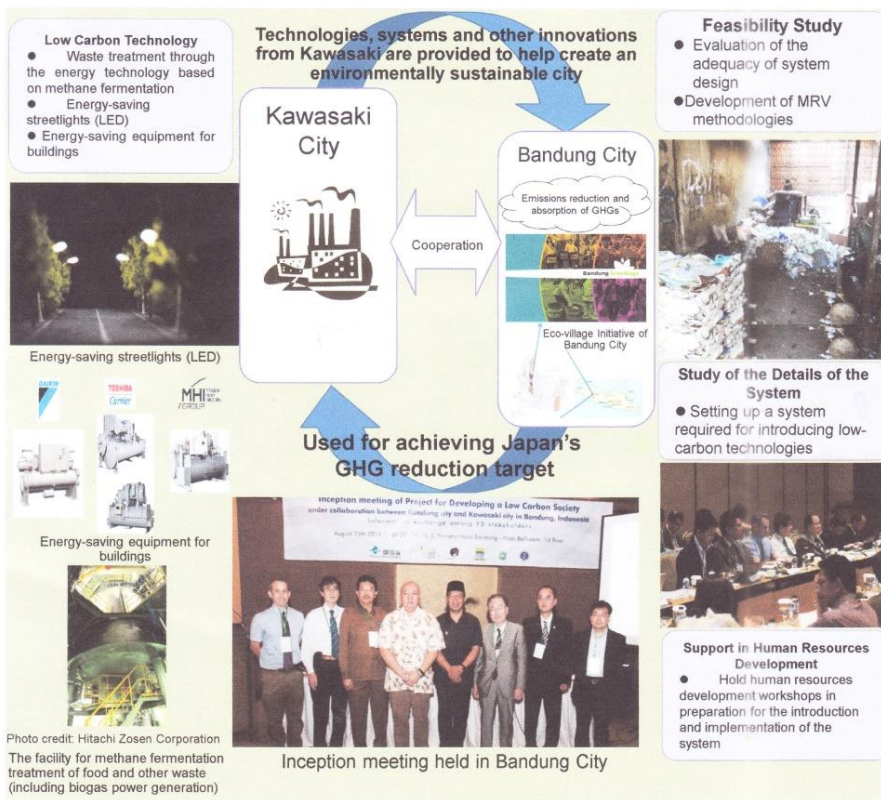 Low Carbon Technology
● Waste treatment through
the energy technology based
on methane fermentation
● Energy-saving
streetlights (LED)
● Energy-saving equipment for
buildings
Technologies, systems and other innovations
from Kawasaki are provided to help create an
environmentally sustainable city
Kawasaki
City
Cooperation
Bandung City
Emissions reduction and
absorption of GHGs
Bandung
Eco-village Initiative of
Bandung City
Used for achieving Japan's
GHG reduction target
Feasibility Study
● Evaluation of the
adequacy of system
design
●Development of MRV
methodologies
Energy-saving streetlights (LED)
DAIKIN
TOSHIBA
Carrier
MHI
GROUP
Energy-saving equipment for
buildings
Photo credit: Hitachi Zosen Corporation
The facility for methane fermentation
treatment of food and other waste
(including biogas power generation)
Inception meeting of Project for Developing a Low Carbon Society
under collaboration between Bandung city and Kawasaki city in Bandung, Indonesia
among 15 stakeholders
Inception meeting held in Bandung City
Study of the Details of the
System
● Setting up a system
required for introducing low-
carbon technologies
Support in Human Resources
Development
● Hold human resources
development workshops in
preparation for the introduction
and implementation of the
system